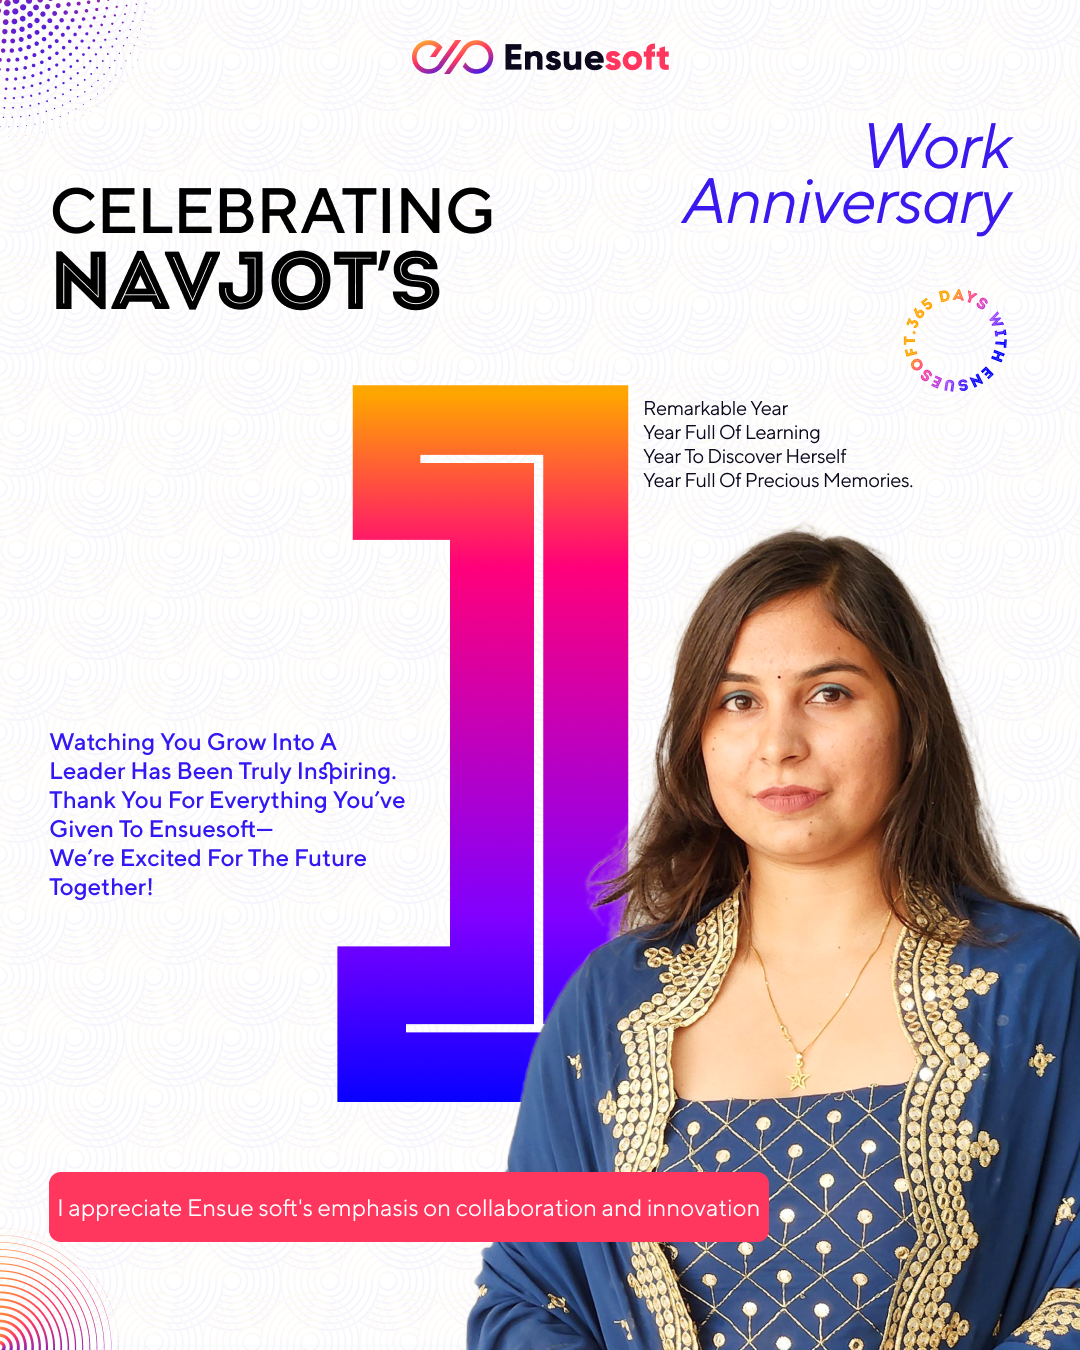 Ensuesoft
Work
Anniversary
CELEBRATING
NAVJOT'S
365 DAYS WITH ENSUESOFT.
Remarkable Year
Year Full Of Learning
Year To Discover Herself
Year Full Of Precious Memories.
1
Watching You Grow Into A
Leader Has Been Truly Inspiring.
Thank You For Everything You've
Given To Ensuesoft—
We're Excited For The Future
Together!
I appreciate Ensue soft's emphasis on collaboration and innovation